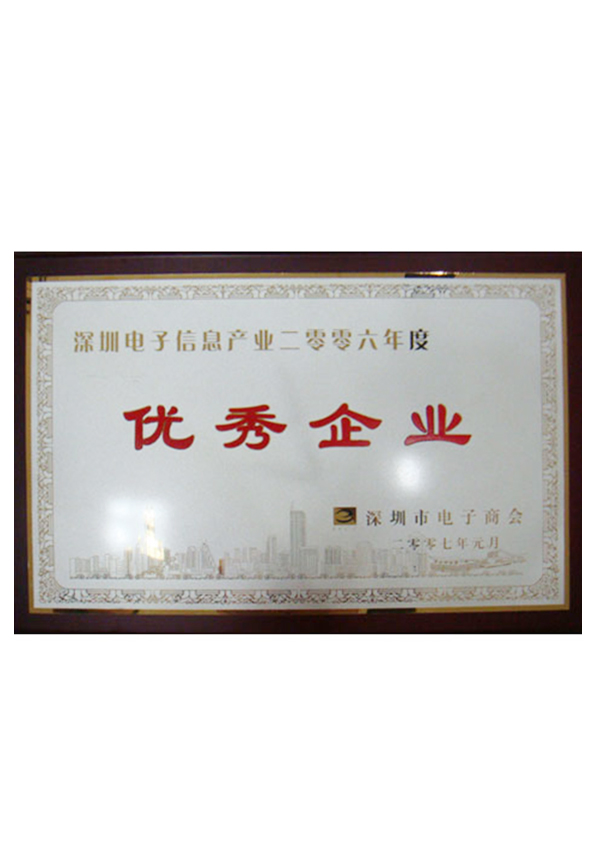 深圳电子信息产业二零零六年度
优秀企业
深圳市电子商会
二零零七年元月